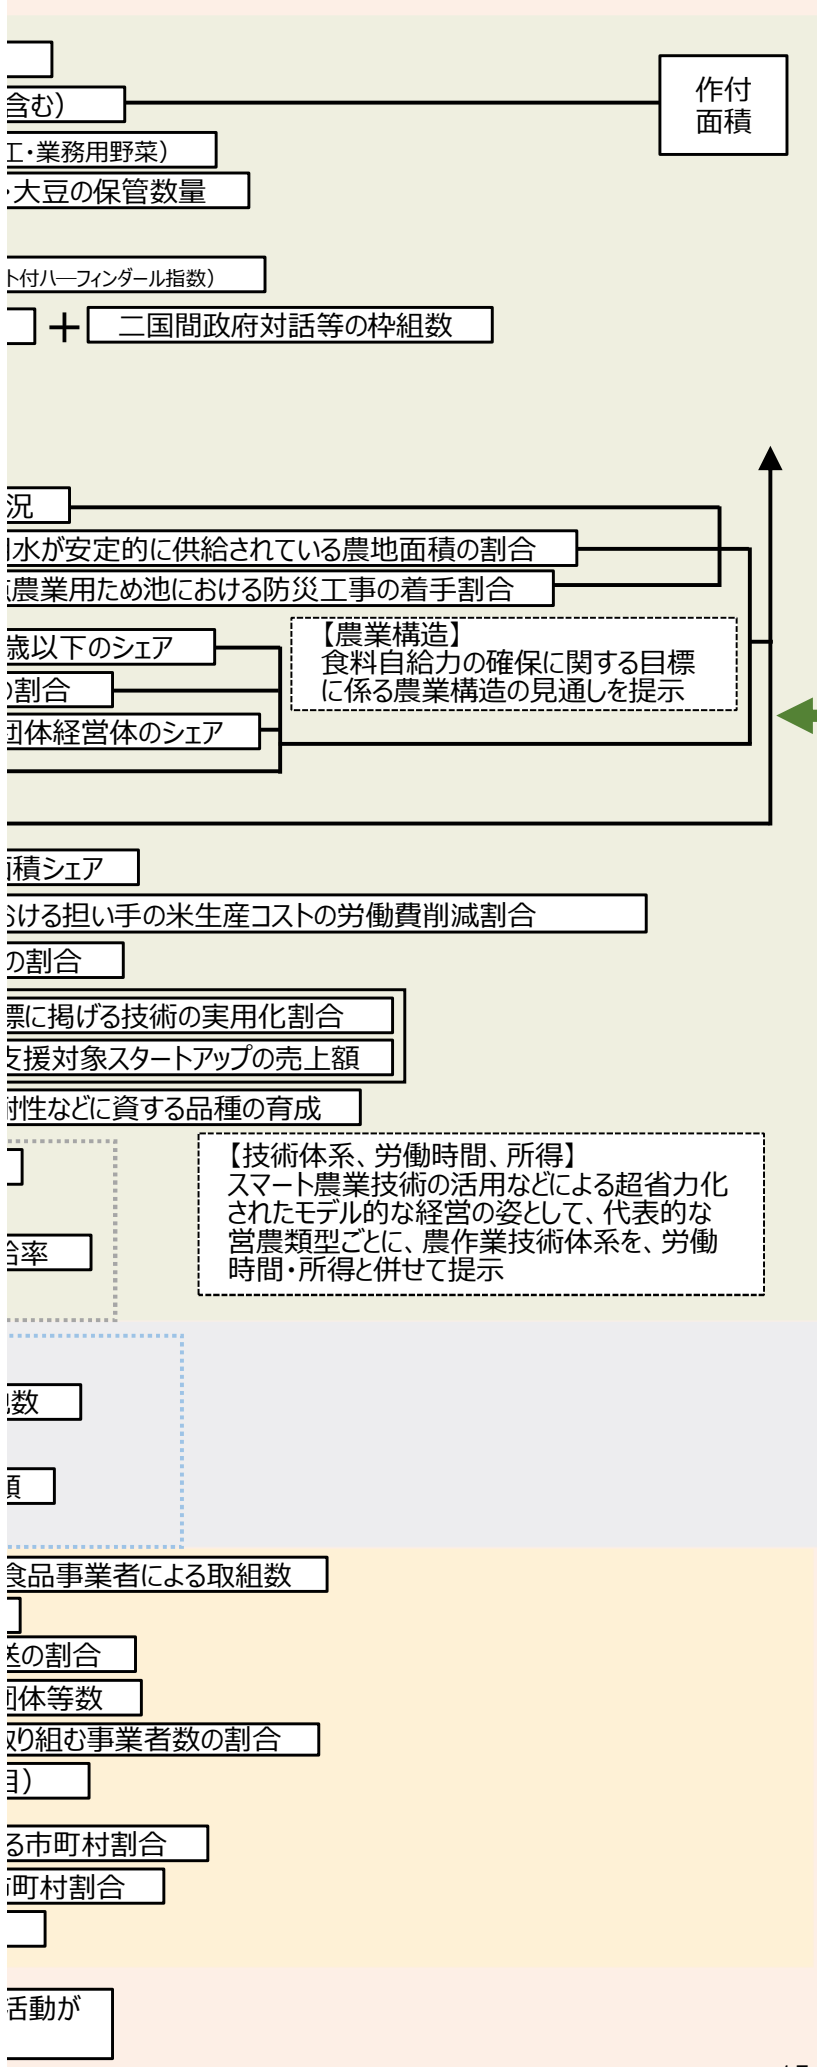 作付
面積
含む）
工・業務用野菜）
・大豆の保管数量
ト付ハーフィンダール指数）
＋ 二国間政府対話等の枠組数
況
水が安定的に供給されている農地面積の割合
農業用ため池における防災工事の着手割合
歳以下のシェア
【農業構造】
食料自給力の確保に関する目標
に係る農業構造の見通しを提示
の割合
団体経営体のシェア
面積シェア
おける担い手の米生産コストの労働費削減割合
の割合
標に掲げる技術の実用化割合
支援対象スタートアップの売上額
耐性などに資する品種の育成
【技術体系、労働時間、所得】
スマート農業技術の活用などによる超省力化
されたモデル的な経営の姿として、代表的な
営農類型ごとに、農作業技術体系を、労働
時間・所得と併せて提示
給率
数
額
食品事業者による取組数
送の割合
団体等数
取り組む事業者数の割合
目）
る市町村割合
市町村割合
活動が